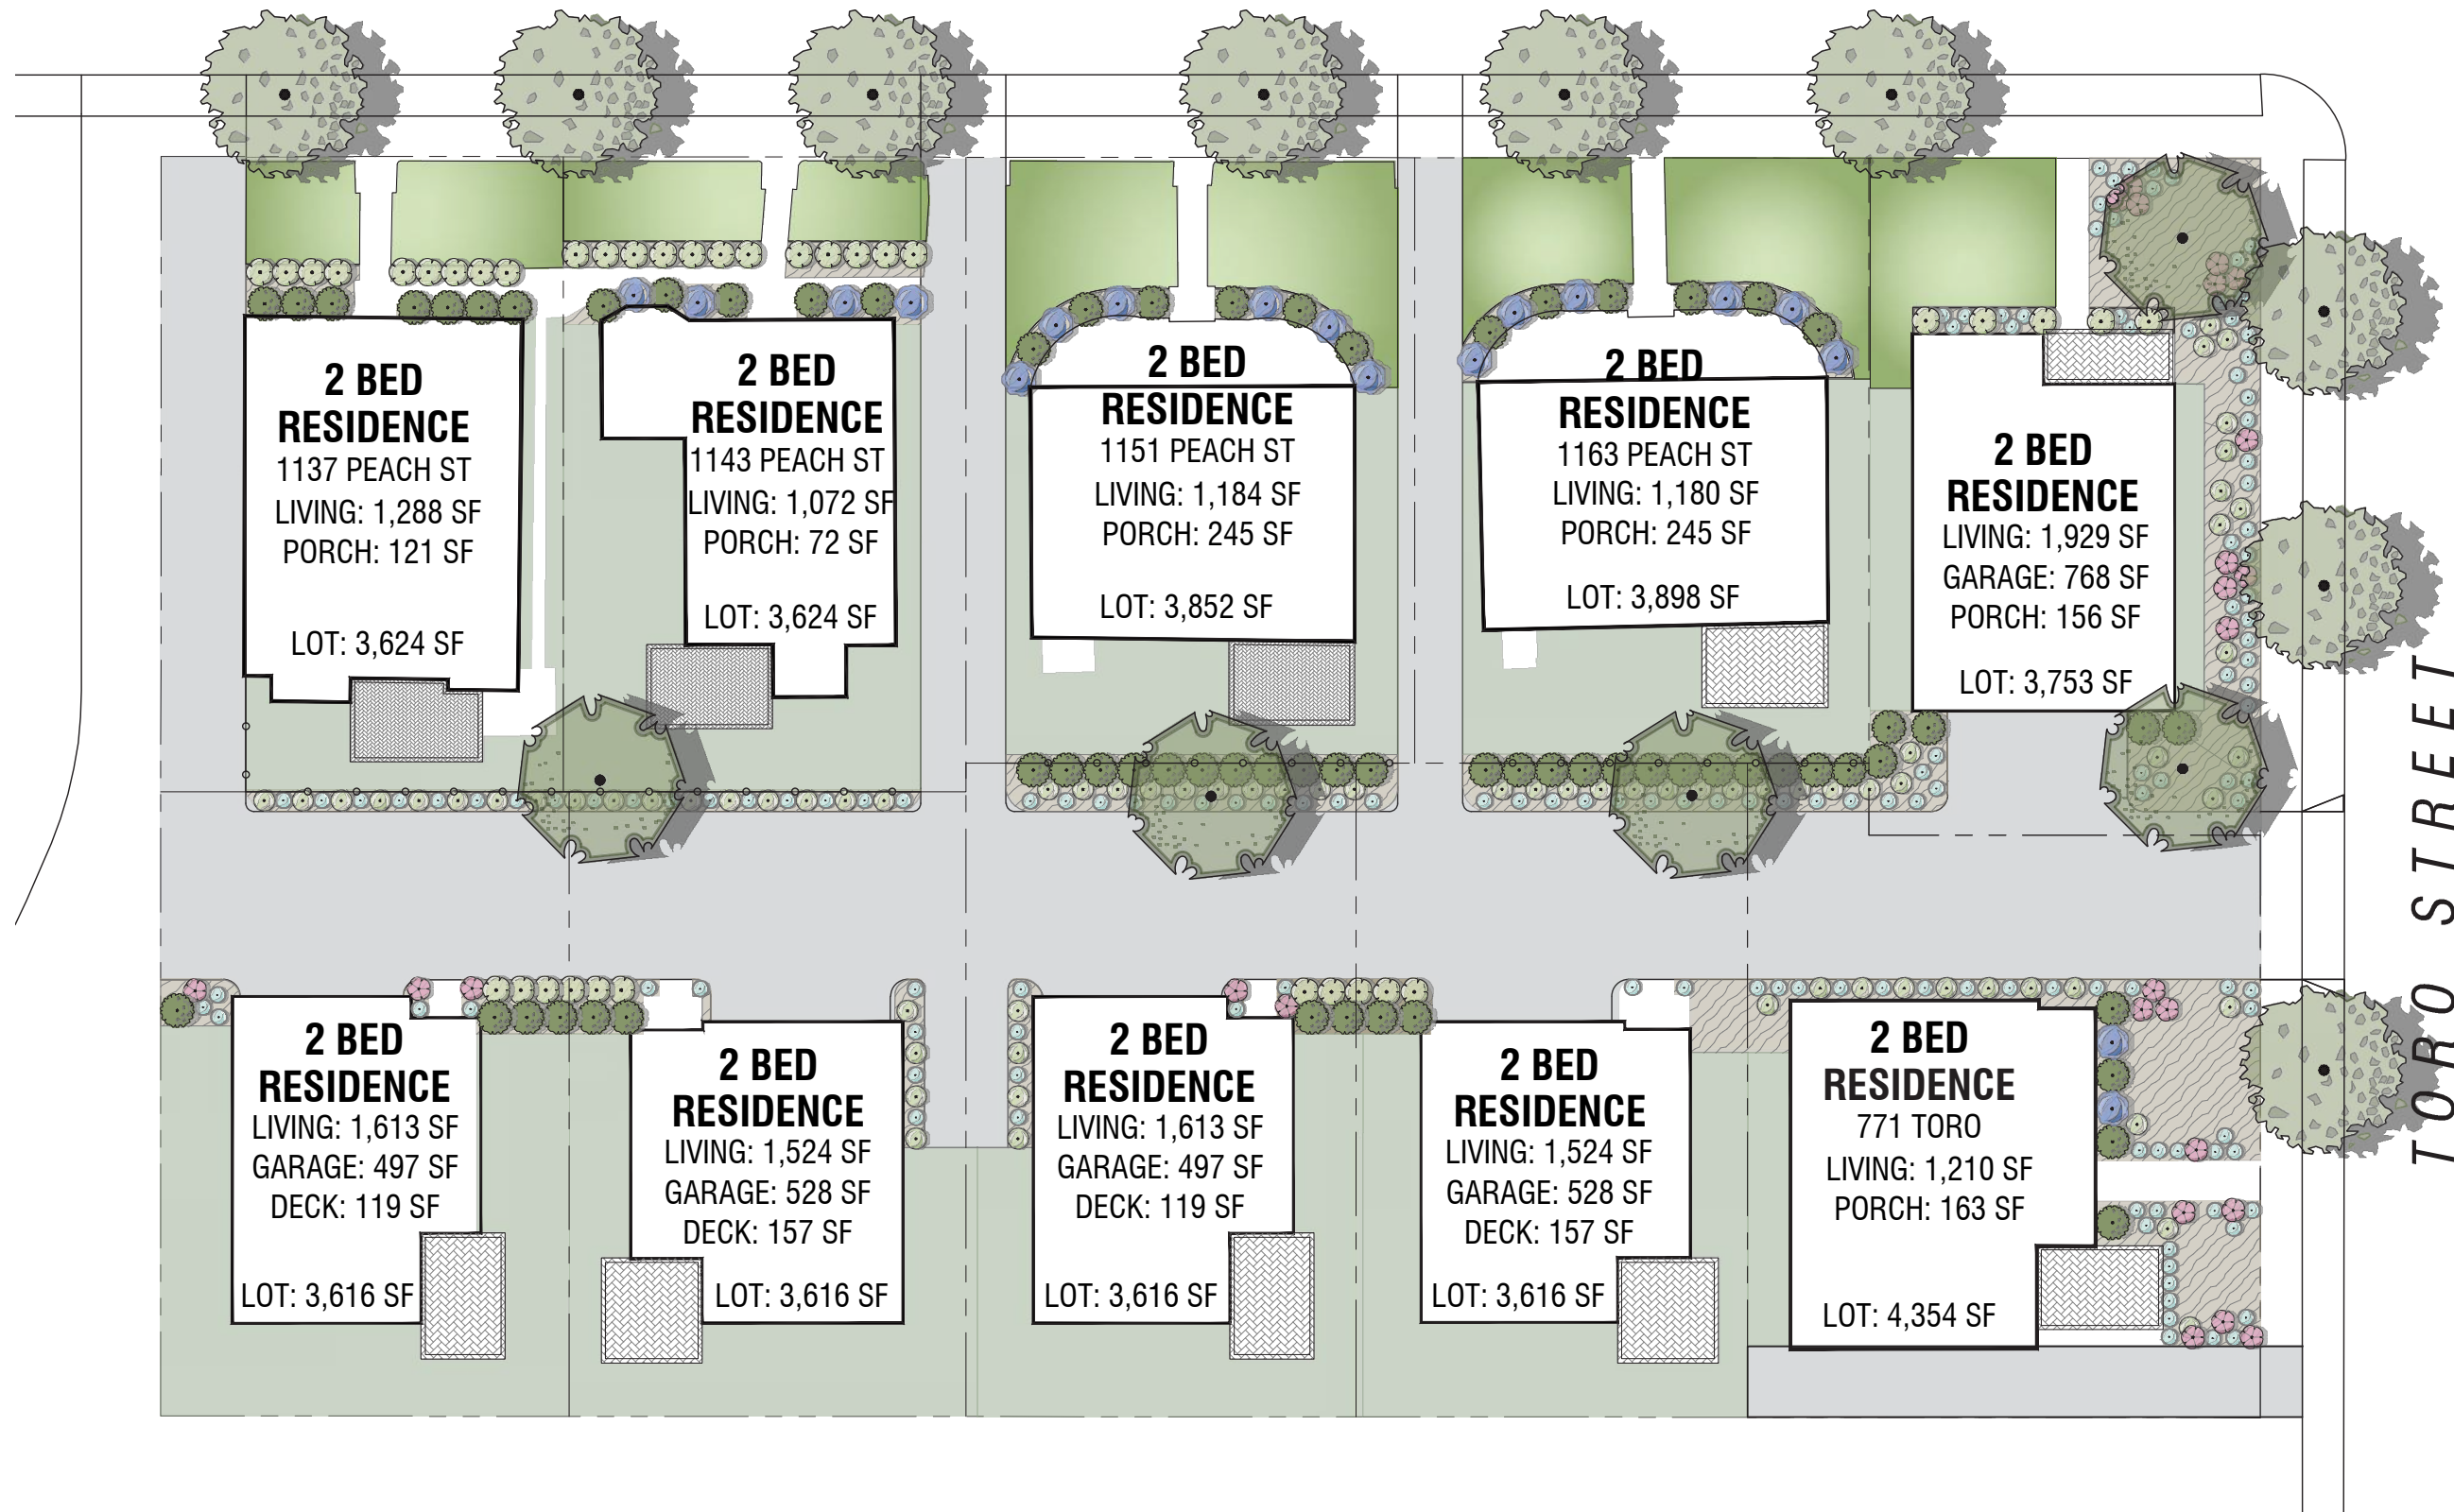 2 BED
RESIDENCE
1137 PEACH ST
LIVING: 1,288 SF
PORCH: 121 SF
LOT: 3,624 SF
2 BED
RESIDENCE
1143 PEACH ST
LIVING: 1,072 SF
PORCH: 72 SF
LOT: 3,624 SF
2 BED
RESIDENCE
1151 PEACH ST
LIVING: 1,184 SF
PORCH: 245 SF
LOT: 3,852 SF
2 BED
RESIDENCE
1163 PEACH ST
LIVING: 1,180 SF
PORCH: 245 SF
LOT: 3,898 SF
2 BED
RESIDENCE
LIVING: 1,929 SF
GARAGE: 768 SF
PORCH: 156 SF
LOT: 3,753 SF
TORO STREET
2 BED
RESIDENCE
LIVING: 1,613 SF
GARAGE: 497 SF
DECK: 119 SF
LOT: 3,616 SF
2 BED
RESIDENCE
LIVING: 1,524 SF
GARAGE: 528 SF
DECK: 157 SF
LOT: 3,616 SF
2 BED
RESIDENCE
LIVING: 1,613 SF
GARAGE: 497 SF
DECK: 119 SF
LOT: 3,616 SF
2 BED
RESIDENCE
LIVING: 1,524 SF
GARAGE: 528 SF
DECK: 157 SF
LOT: 3,616 SF
2 BED
RESIDENCE
771 TORO
LIVING: 1,210 SF
PORCH: 163 SF
LOT: 4,354 SF